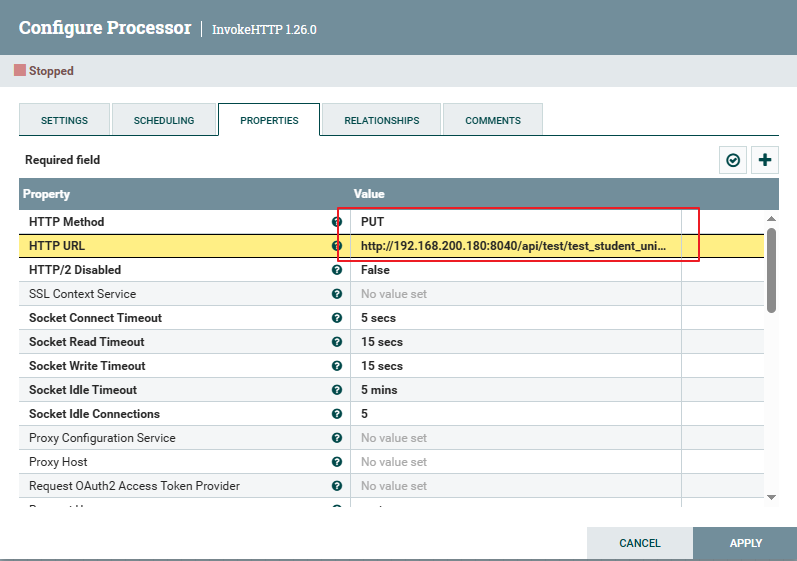 Configure Processor | InvokeHTTP 1.26.0
Stopped
SETTINGS SCHEDULING PROPERTIES RELATIONSHIPS COMMENTS
Required field
Property Value
HTTP Method PUT
HTTP URL http://192.168.200.180:8040/api/test/test_student_uni...
HTTP/2 Disabled False
SSL Context Service No value set
Socket Connect Timeout 5 secs
Socket Read Timeout 15 secs
Socket Write Timeout 15 secs
Socket Idle Timeout 5 mins
Socket Idle Connections 5
Proxy Configuration Service No value set
Proxy Host No value set
Request OAuth2 Access Token Provider No value set
CANCEL APPLY